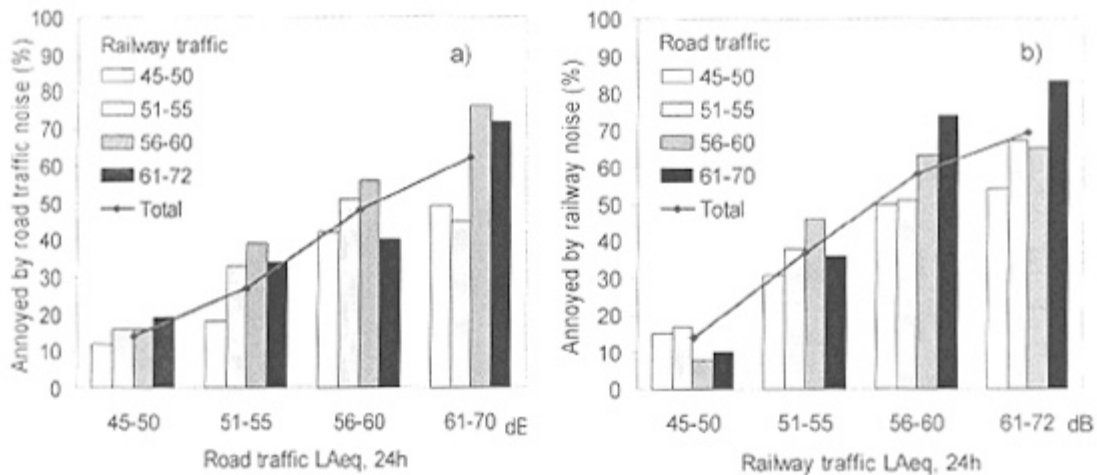 Annoyed by road traffic noise (%)
100
90
80
70
60
50
40
30
20
10
0
Railway traffic
45-50
51-55
56-60
61-72
Total
a)
45-50 51-55 56-60 61-70 dB
Road traffic LAeq, 24h
Annoyed by railway noise (%)
100
90
80
70
60
50
40
30
20
10
0
Road traffic
45-50
51-55
56-60
61-70
Total
b)
45-50 51-55 56-60 61-72 dB
Railway traffic LAeq, 24h